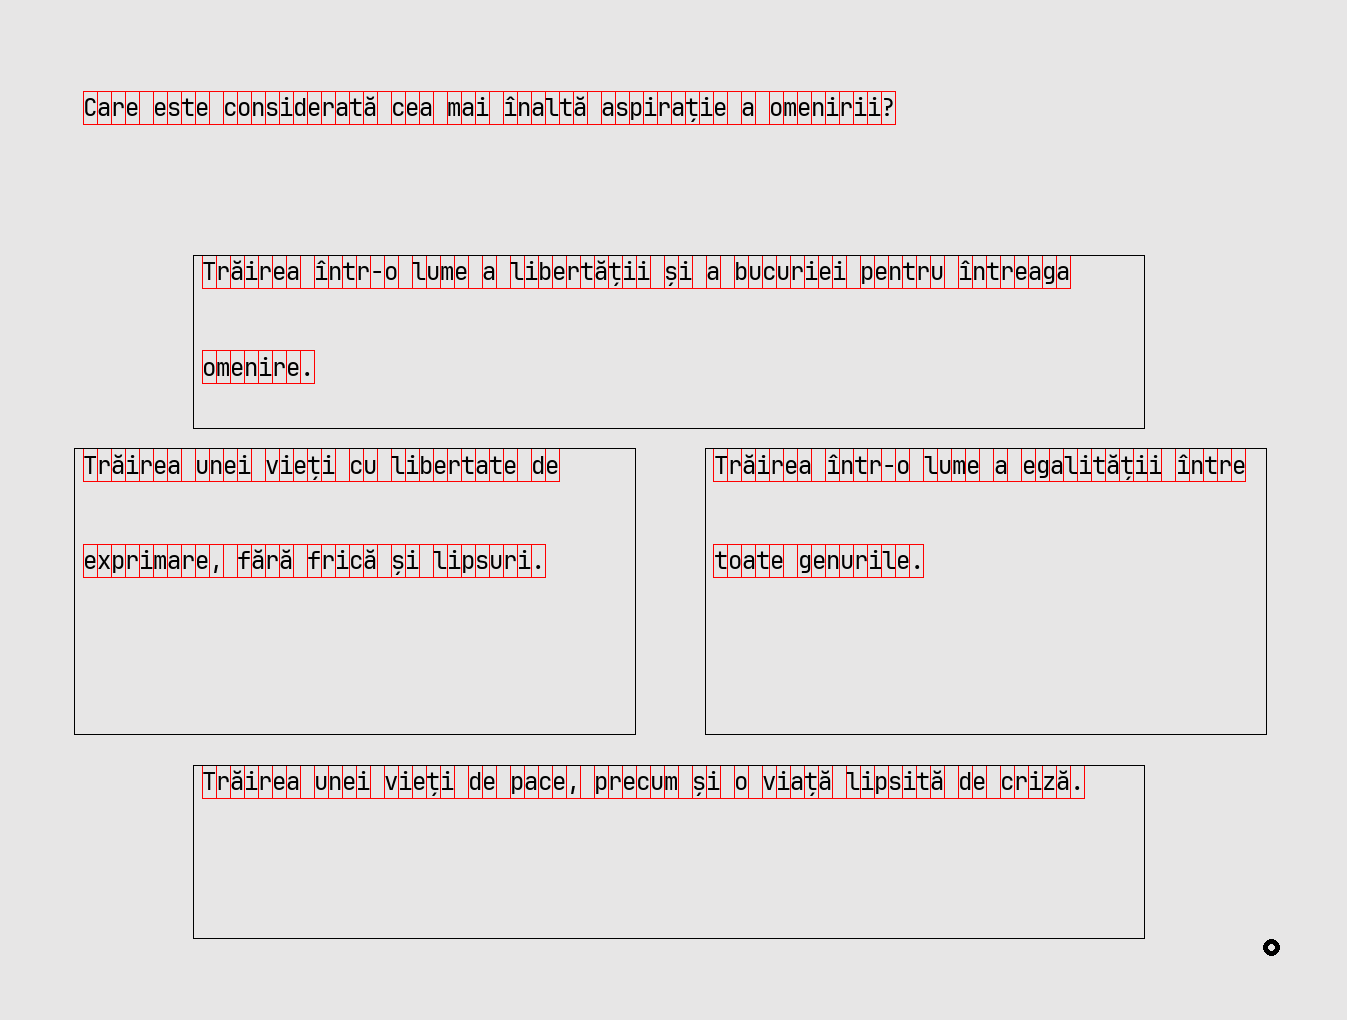 Care este considerată cea mai înaltă aspirație a omenirii?
Trăirea într-o lume a libertății și a bucuriei pentru întreaga
omenire.
Trăirea unei vieți cu libertate de
exprimare, fără frică și lipsuri.
Trăirea într-o lume a egalității între
toate genurile.
Trăirea unei vieți de pace, precum și o viață lipsită de criză.